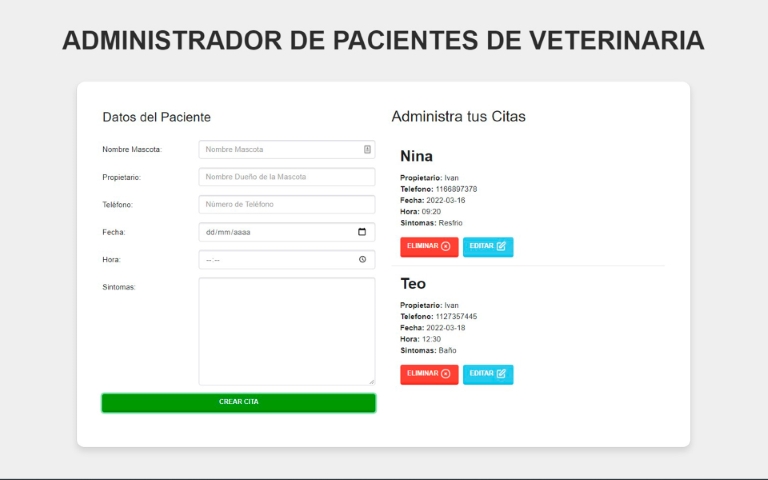 ADMINISTRADOR DE PACIENTES DE VETERINARIA
Datos del Paciente
Nombre Mascota:
Nombre Mascota
Propietario:
Nombre Dueño de la Mascota
Teléfono:
Número de Teléfono
Fecha:
dd/mm/aaaa
Hora:
--:--
Sintomas:
CREAR CITA
Administra tus Citas
Nina
Propietario: Ivan
Telefono: 1166897378
Fecha: 2022-03-16
Hora: 09:20
Sintomas: Resfrio
ELIMINAR
EDITAR
Teo
Propietario: Ivan
Telefono: 1127357445
Fecha: 2022-03-18
Hora: 12:30
Sintomas: Baño
ELIMINAR
EDITAR